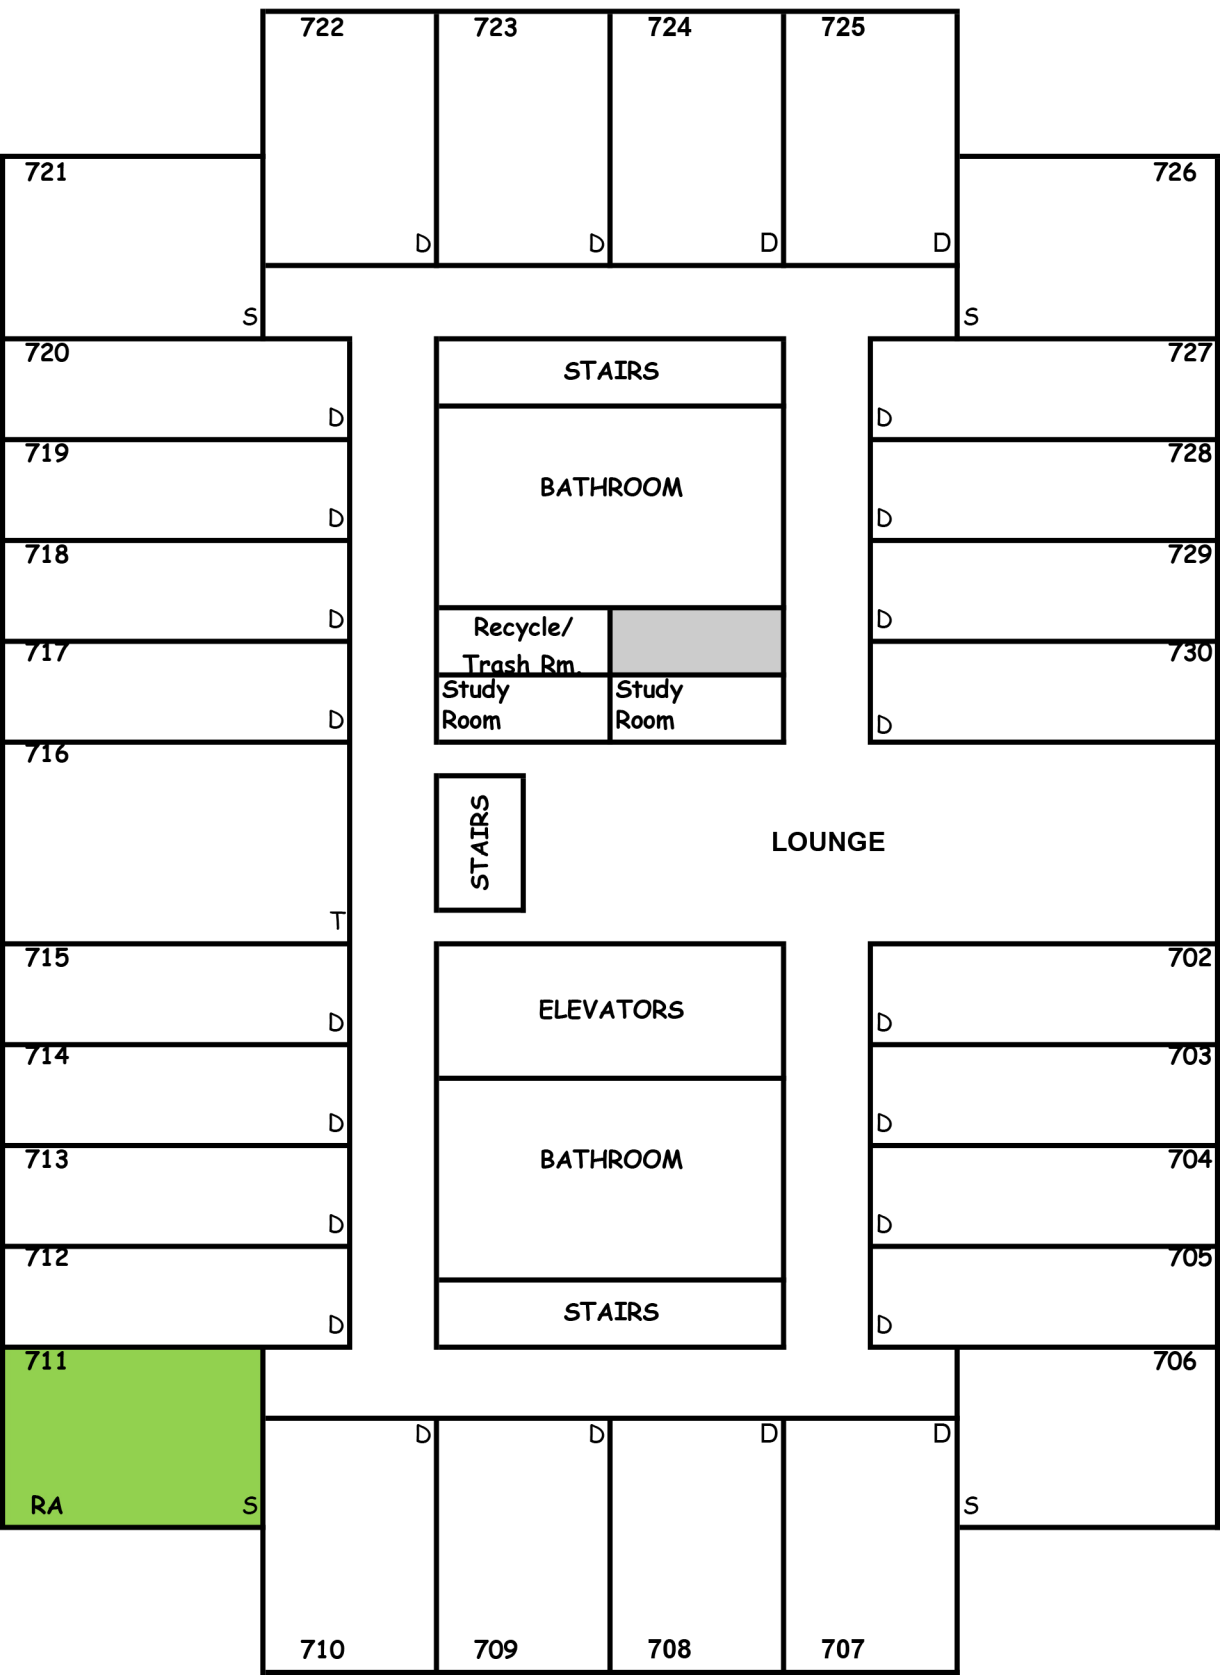 722 723 724 725
721 726
D D D D
S S
720 STAIRS 727
D D
719 728
BATHROOM
D D
718 729
D Recycle/ D
Trash Rm.
717 730
Study Study
Room Room
D D
716
STAIRS LOUNGE
T
715 702
ELEVATORS
D D
714 703
D D
713 BATHROOM 704
D D
712 705
STAIRS
D D
711 706
D D D D
RA S S
710 709 708 707